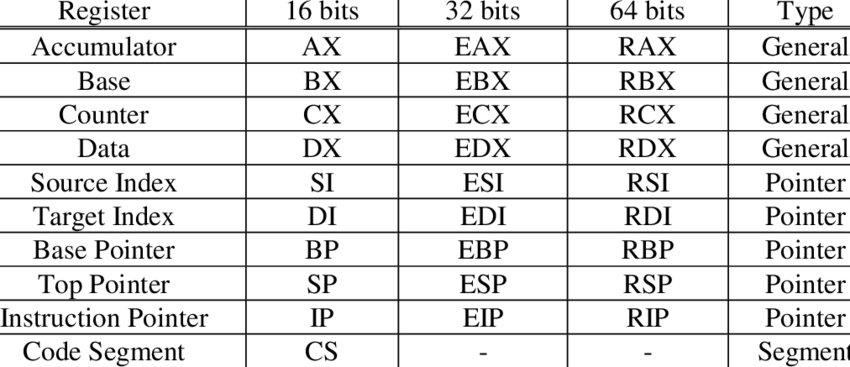 Register 16 bits 32 bits 64 bits Type
Accumulator AX EAX RAX General
Base BX EBX RBX General
Counter CX ECX RCX General
Data DX EDX RDX General
Source Index SI ESI RSI Pointer
Target Index DI EDI RDI Pointer
Base Pointer BP EBP RBP Pointer
Top Pointer SP ESP RSP Pointer
Instruction Pointer IP EIP RIP Pointer
Code Segment CS - - Segment